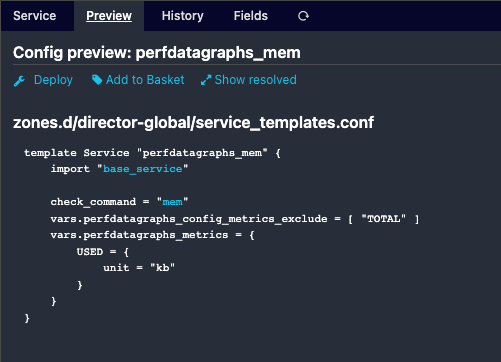 Service Preview History Fields
Config preview: perfdatagraphs_mem
Deploy Add to Basket Show resolved
zones.d/director-global/service_templates.conf
template Service "perfdatagraphs_mem" {
    import "base_service"

    check_command = "mem"
    vars.perfdatagraphs_config_metrics_exclude = [ "TOTAL" ]
    vars.perfdatagraphs_metrics = {
        USED = {
            unit = "kb"
        }
    }
}